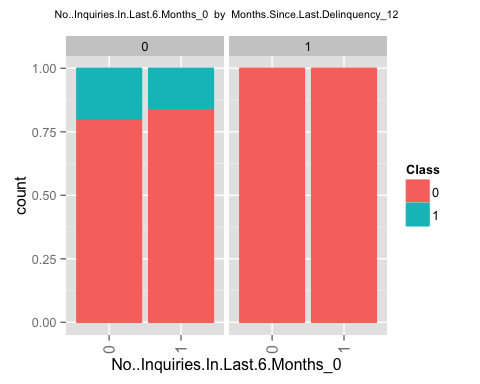 No..Inquiries.In.Last.6.Months_0 by Months.Since.Last.Delinquency_12
0 1
1.00
0.75
0.50
0.25
0.00
count
Class
0
1
0 1 0 1
No..Inquiries.In.Last.6.Months_0